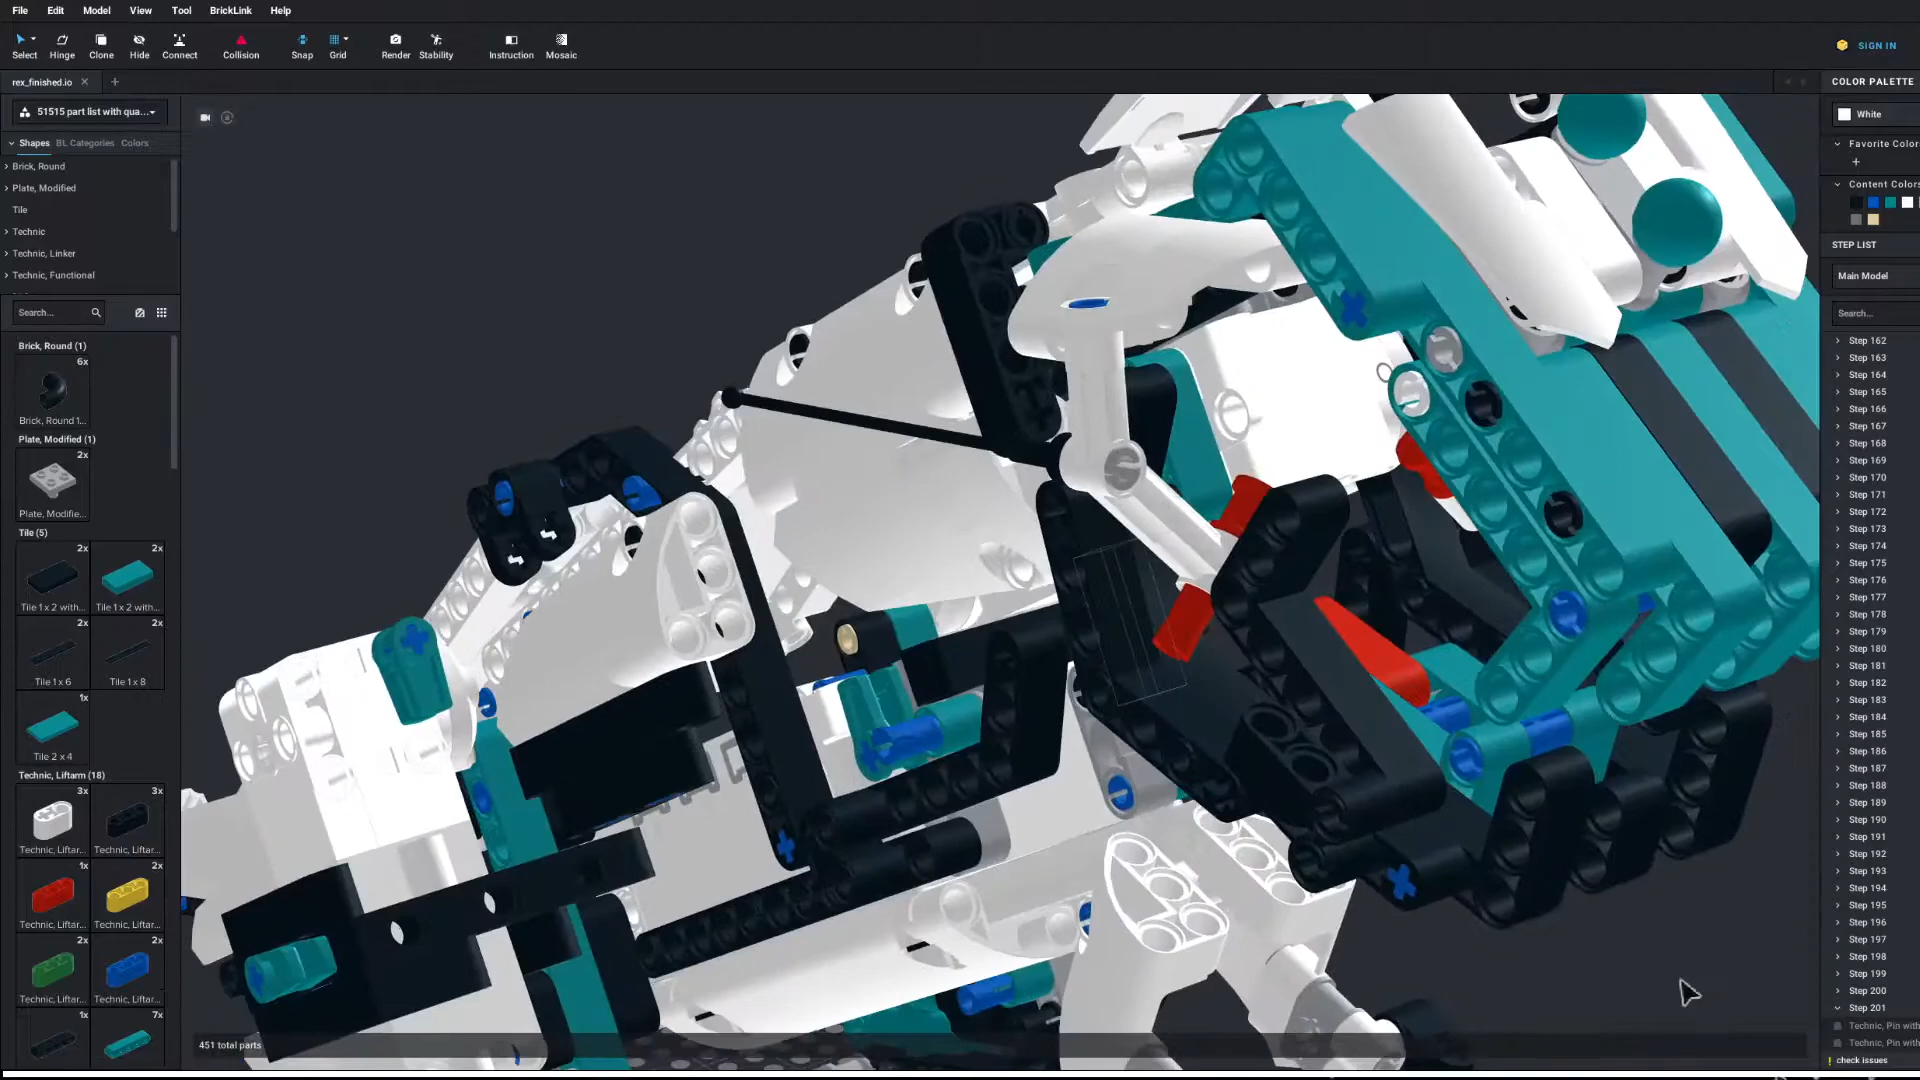 File Edit Model View Tool BrickLink Help
Select Hinge Clone Hide Connect Collision Snap Grid Render Stability Instruction Mosaic
SIGN IN
rex_finished.io
COLOR PALETTE
51515 part list with qua...
White
Shapes BL Categories Colors
Favorite Color
Brick, Round
Plate, Modified
Content Colors
Tile
Technic
STEP LIST
Technic, Linker
Technic, Functional
Main Model
Search...
Search...
Brick, Round (1)
6x
Brick, Round 1...
Plate, Modified (1)
2x
Plate, Modifie...
Tile (5)
2x 2x
Tile 1 x 2 with... Tile 1 x 2 with...
2x 2x
Tile 1 x 6 Tile 1 x 8
1x
Tile 2 x 4
Technic, Liftarm (18)
3x 3x
Technic, Liftar... Technic, Liftar...
1x 2x
Technic, Liftar... Technic, Liftar...
2x 2x
Technic, Liftar... Technic, Liftar...
1x 7x
451 total parts
Step 162
Step 163
Step 164
Step 165
Step 166
Step 167
Step 168
Step 169
Step 170
Step 171
Step 172
Step 173
Step 174
Step 175
Step 176
Step 177
Step 178
Step 179
Step 180
Step 181
Step 182
Step 183
Step 184
Step 185
Step 186
Step 187
Step 188
Step 189
Step 190
Step 191
Step 192
Step 193
Step 194
Step 195
Step 196
Step 197
Step 198
Step 199
Step 200
Step 201
Technic, Pin with
Technic, Pin with
check issues